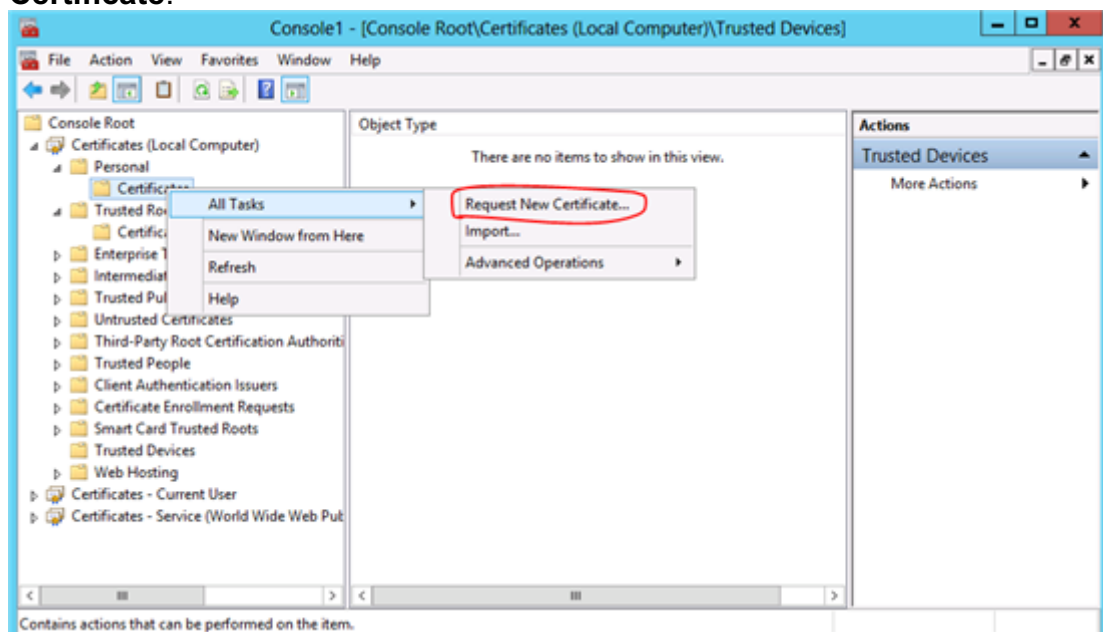 Certificate.
Console1 - [Console Root\Certificates (Local Computer)\Trusted Devices]
File Action View Favorites Window Help
Console Root
Certificates (Local Computer)
Personal
Certificates
Trusted Ro
Certific
Enterprise T
Intermediat
Trusted Pul
Untrusted Certificates
Third-Party Root Certification Authoriti
Trusted People
Client Authentication Issuers
Certificate Enrollment Requests
Smart Card Trusted Roots
Trusted Devices
Web Hosting
Certificates - Current User
Certificates - Service (World Wide Web Put
All Tasks
New Window from Here
Refresh
Help
Request New Certificate...
Import...
Advanced Operations
Object Type
There are no items to show in this view.
Actions
Trusted Devices
More Actions
Contains actions that can be performed on the item.